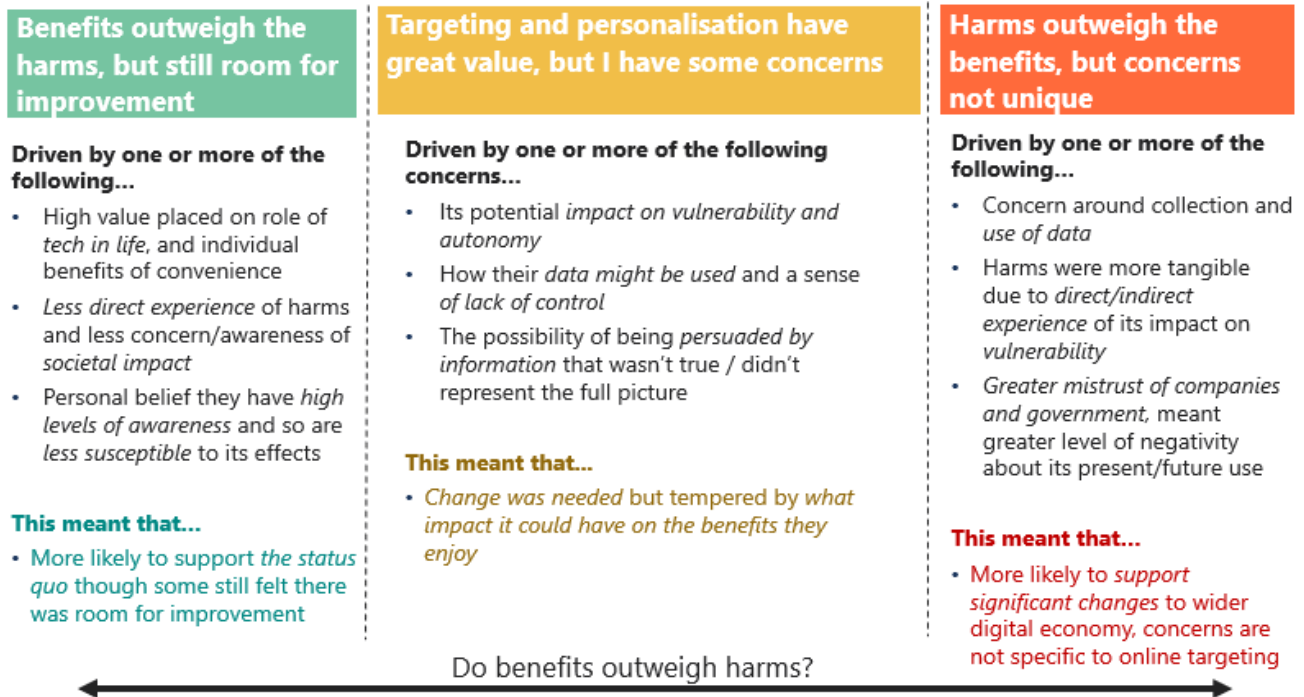 Benefits outweigh the
harms, but still room for
improvement
Driven by one or more of the
following...
• High value placed on role of
tech in life, and individual
benefits of convenience
• Less direct experience of harms
and less concern/awareness of
societal impact
• Personal belief they have high
levels of awareness and so are
less susceptible to its effects
This meant that...
• More likely to support the status
quo though some still felt there
was room for improvement
Targeting and personalisation have
great value, but I have some concerns
Driven by one or more of the following
concerns...
• Its potential impact on vulnerability and
autonomy
• How their data might be used and a sense
of lack of control
• The possibility of being persuaded by
information that wasn't true / didn't
represent the full picture
This meant that...
• Change was needed but tempered by what
impact it could have on the benefits they
enjoy
Harms outweigh the
benefits, but concerns
not unique
Driven by one or more of the
following...
• Concern around collection and
use of data
• Harms were more tangible
due to direct/indirect
experience of its impact on
vulnerability
• Greater mistrust of companies
and government, meant
greater level of negativity
about its present/future use
This meant that...
• More likely to support
significant changes to wider
digital economy, concerns are
not specific to online targeting
Do benefits outweigh harms?